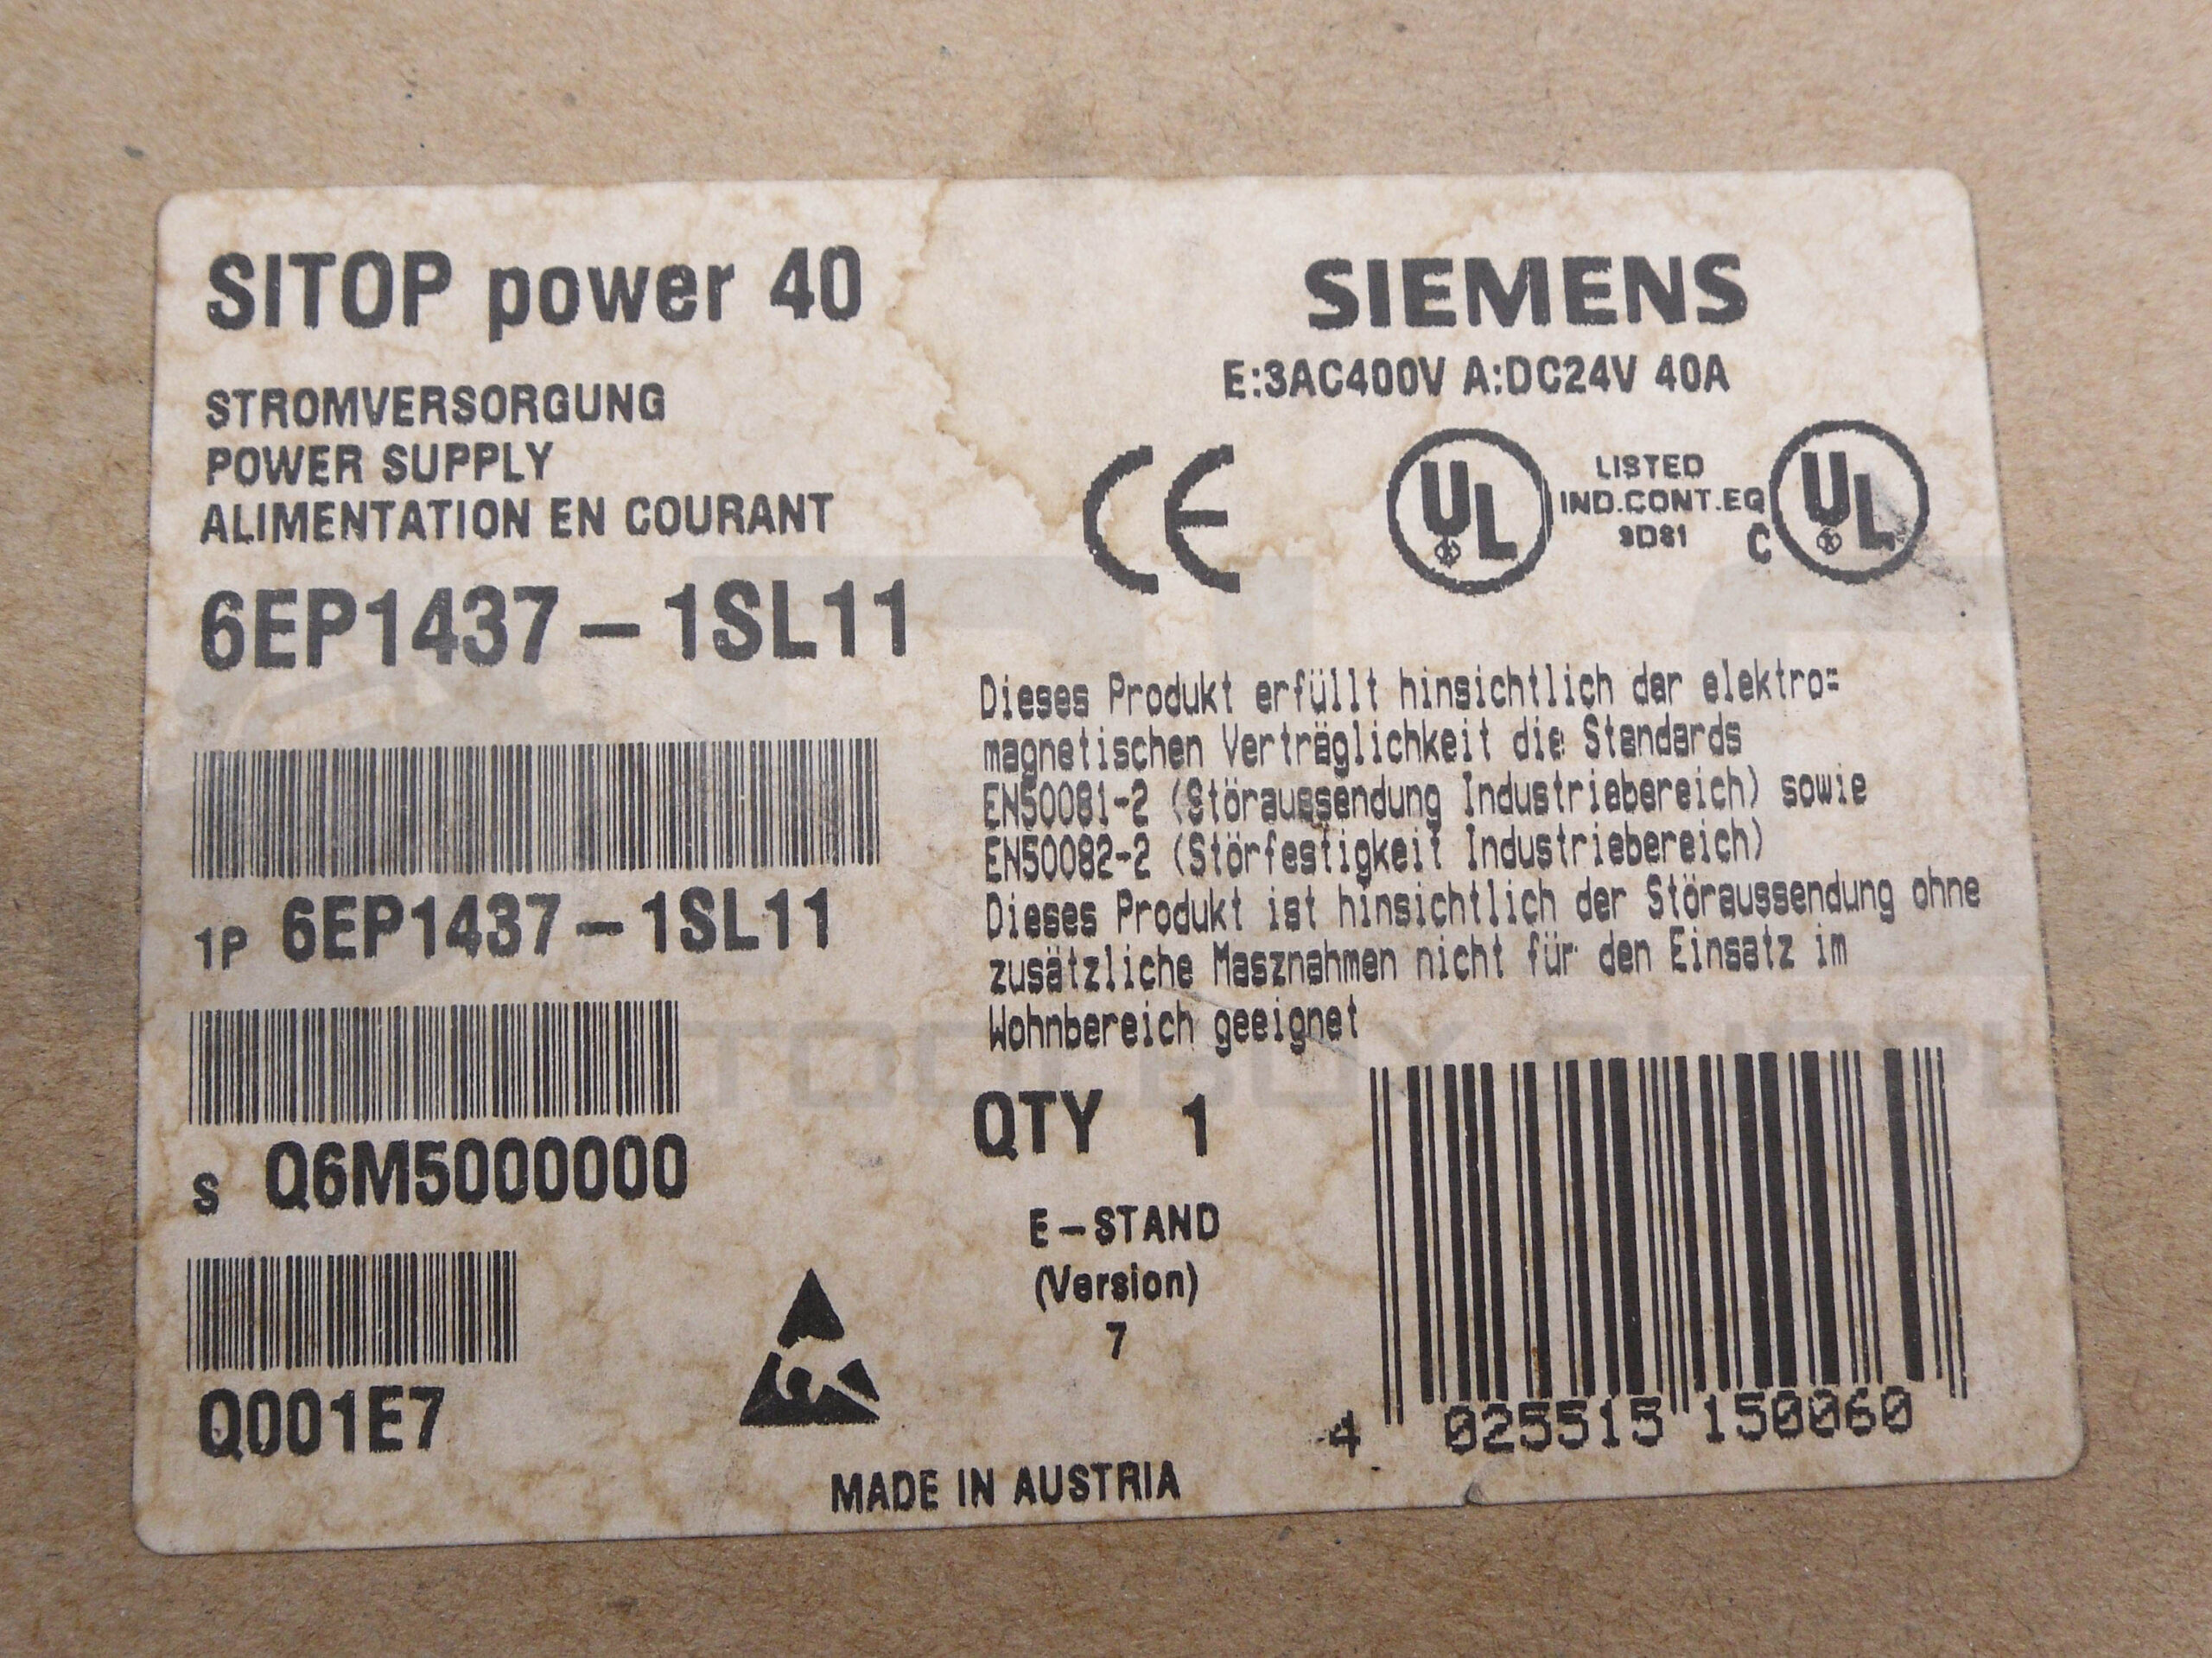 SITOP power 40
STROMVERSORGUNG
POWER SUPPLY
ALIMENTATION EN COURANT
6EP1437-1SL11
1P 6EP1437-1SL11
S Q6M5000000
Q001E7
SIEMENS
E:3AC400V A:DC24V 40A
CE
UL
LISTED
IND.CONT.EQ
C UL
Dieses Produkt erfüllt hinsichtlich der elektro=
magnetischen Verträglichkeit die Standards
EN50081-2 (Störaussendung Industriebereich) sowie
EN50082-2 (Störfestigkeit Industriebereich)
Dieses Produkt ist hinsichtlich der Störaussendung ohne
zusätzliche Masznahmen nicht für den Einsatz im
Wohnbereich geeignet
QTY 1
E-STAND
(Version)
7
4 025515 150060
MADE IN AUSTRIA